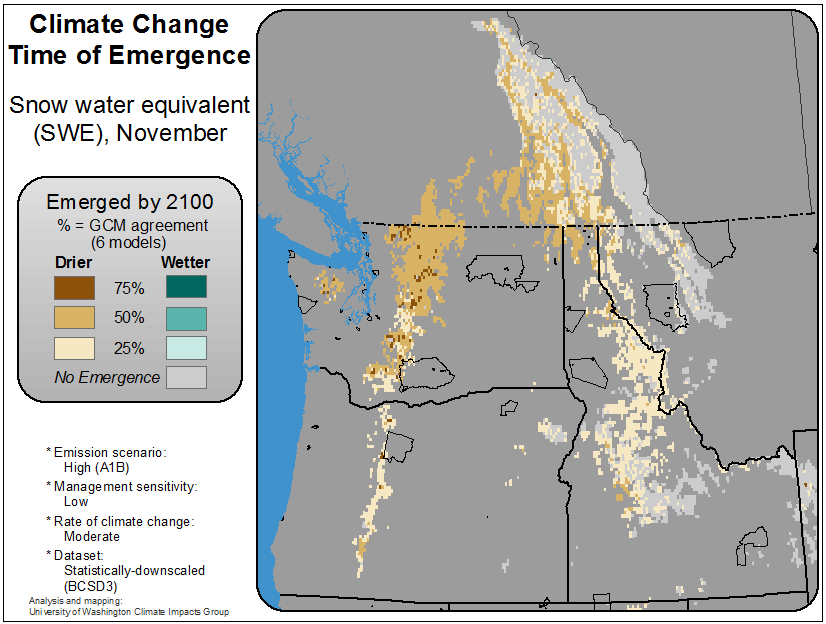 Climate Change
Time of Emergence
Snow water equivalent
(SWE), November
Emerged by 2100
% = GCM agreement
(6 models)
Drier Wetter
75%
50%
25%
No Emergence
* Emission scenario:
High (A1B)
* Management sensitivity:
Low
* Rate of climate change:
Moderate
* Dataset:
Statistically-downscaled
(BCSD3)
Analysis and mapping:
University of Washington Climate Impacts Group